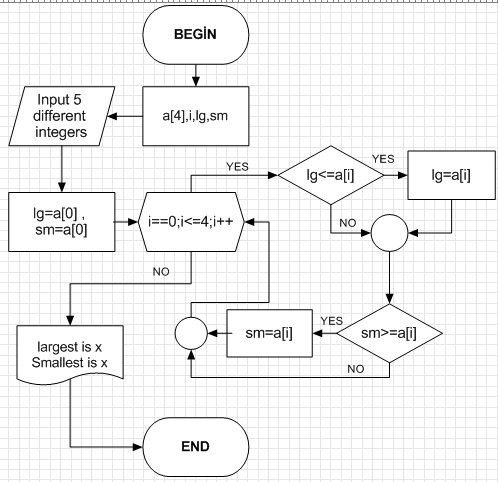 BEGİN
a[4],i,lg,sm
Input 5
different
integers
lg=a[0] ,
sm=a[0]
i==0;i<=4;i++
YES
lg<=a[i]
YES
lg=a[i]
NO
sm>=a[i]
YES
sm=a[i]
NO
NO
largest is x
Smallest is x
END